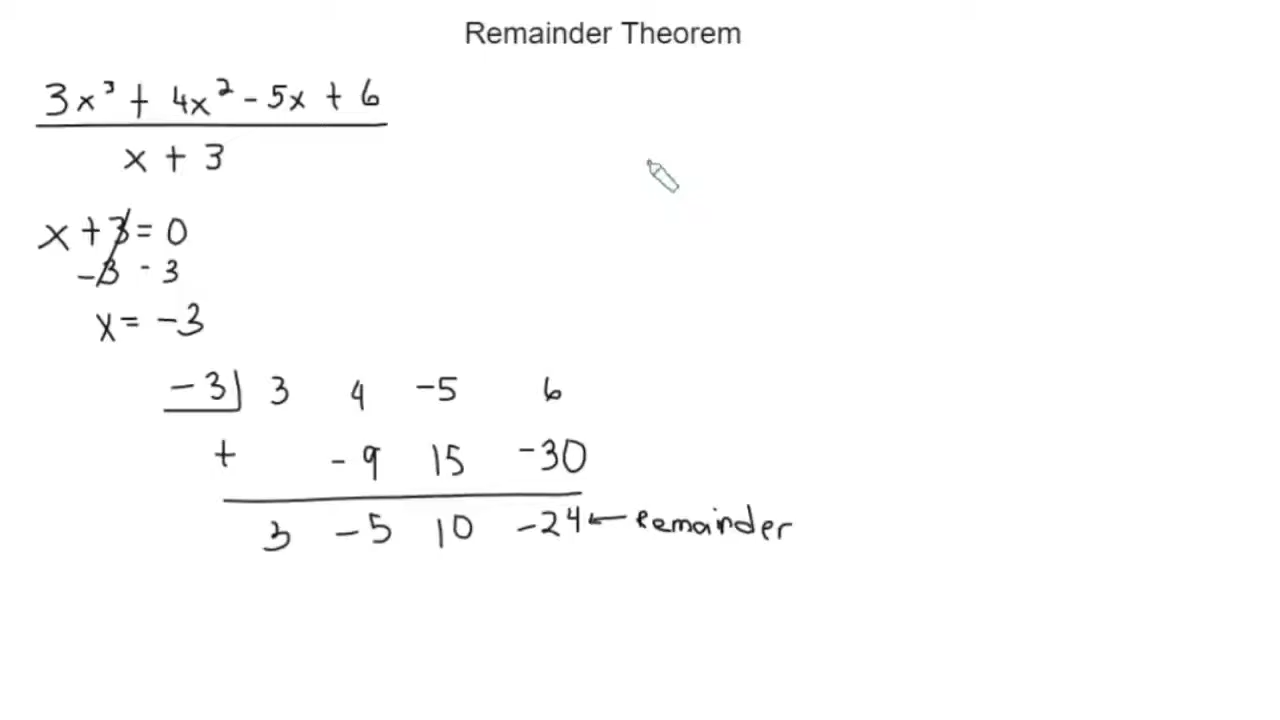 Remainder Theorem
3x³ + 4x² - 5x + 6
x + 3
x + 3 = 0
-3 - 3
x = -3
-3 3 4 -5 6
+ -9 15 -30
3 -5 10 -24 ← remainder